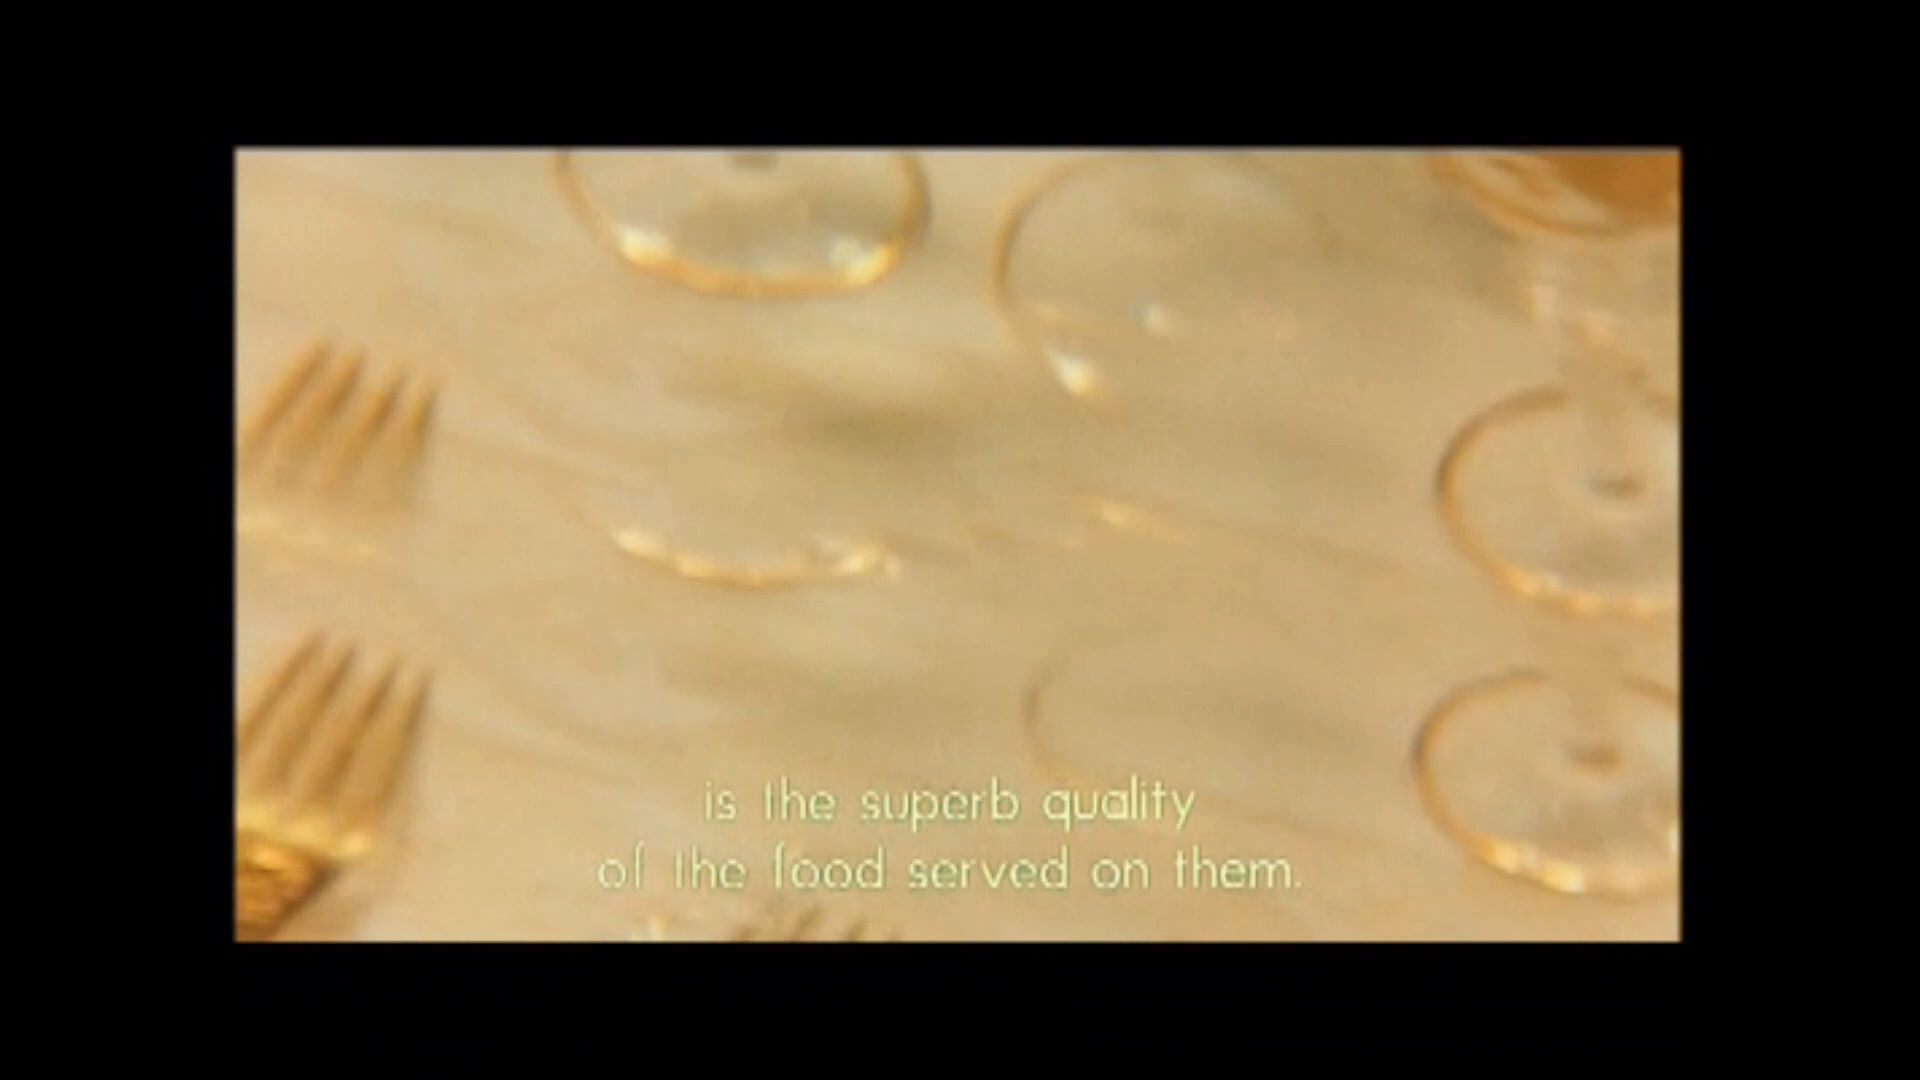 is the superb quality
of the food served on them.